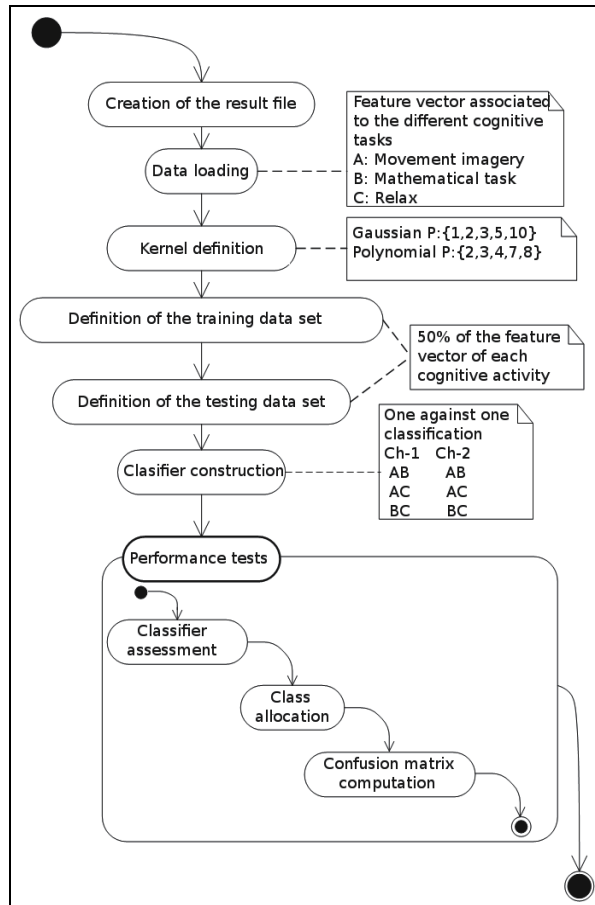 Creation of the result file
Feature vector associated
to the different cognitive
tasks
A: Movement imagery
B: Mathematical task
C: Relax
Data loading
Kernel definition
Gaussian P:{1,2,3,5,10}
Polynomial P:{2,3,4,7,8}
Definition of the training data set
50% of the feature
vector of each
cognitive activity
Definition of the testing data set
One against one
classification
Ch-1 Ch-2
AB AB
AC AC
BC BC
Clasifier construction
Performance tests
Classifier
assessment
Class
allocation
Confusion matrix
computation